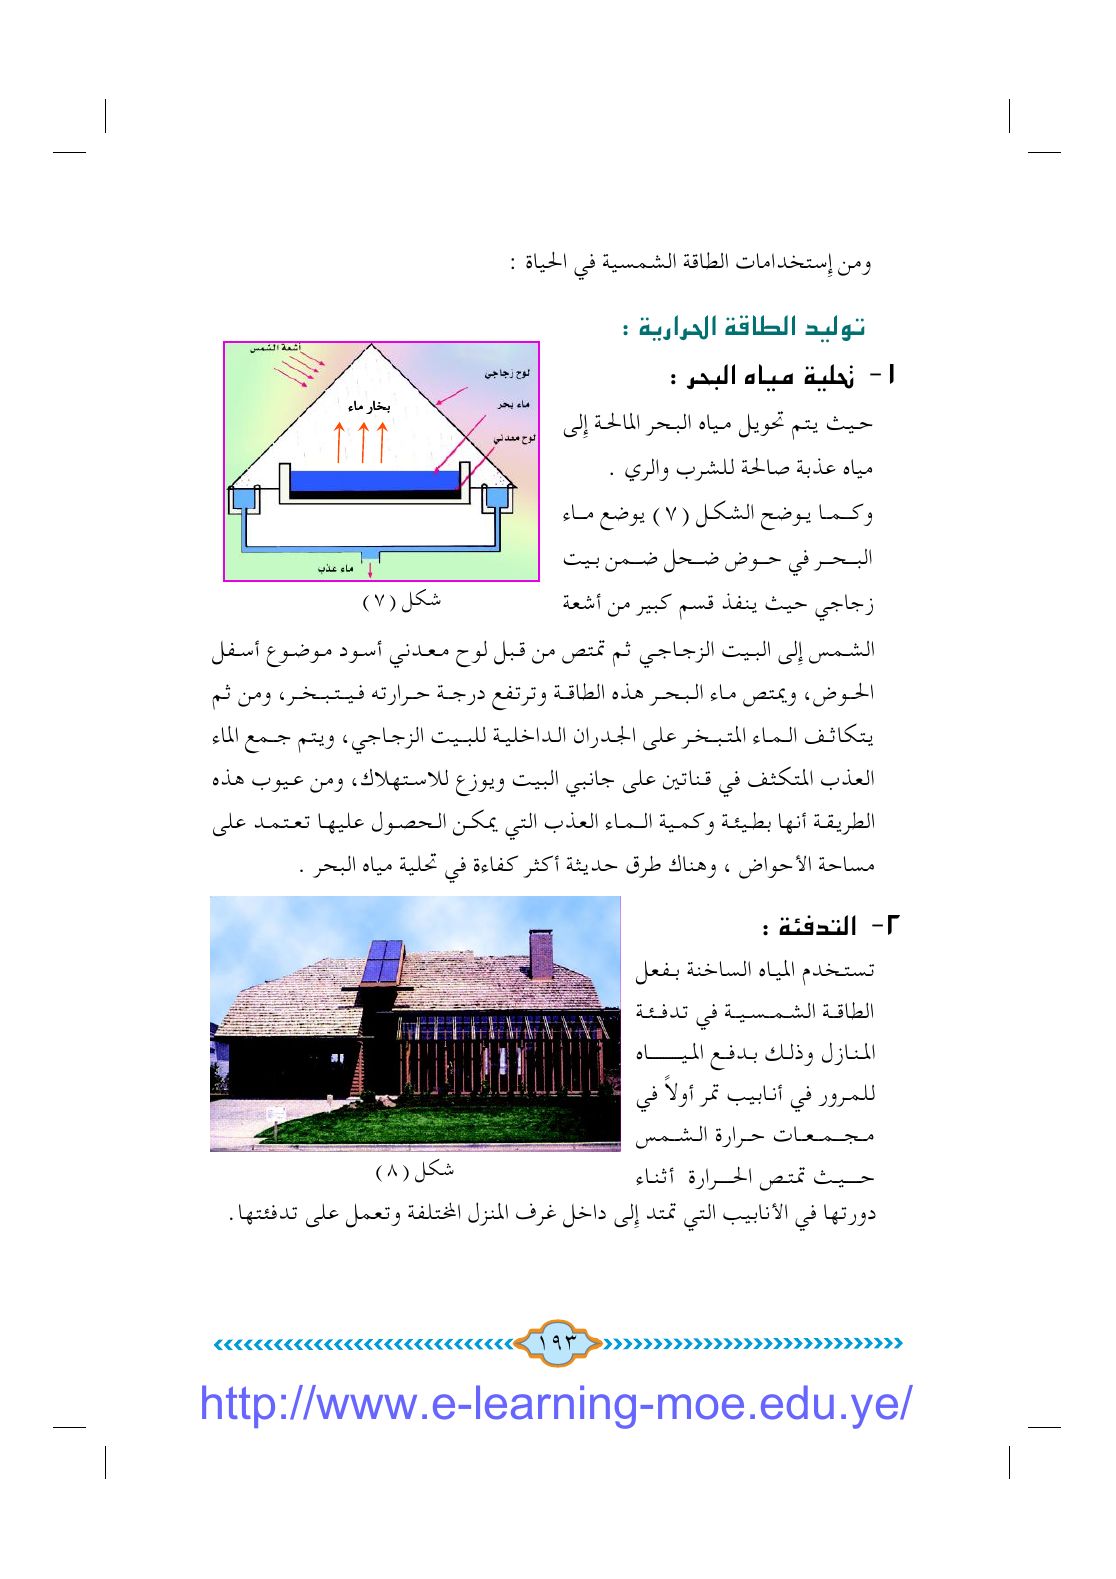 ومن إستخدامات الطاقة الشمسية في الحياة :
توليد الطاقة الحرارية :
١- تحلية مياه البحر :
حيث يتم تحويل مياه البحر المالحة إلى
مياه عذبة صالحة للشرب والري .
وكما يوضح الشكل (٧) يوضع ماء
البحر في حوض ضحل ضمن بيت
زجاجي حيث ينفذ قسم كبير من أشعة
أشعة الشمس
لوح زجاجي
بخار ماء
ماء بحر
لوح معدني
ماء عذب
شكل (٧)
الشمس إلى البيت الزجاجي ثم تمتص من قبل لوح معدني أسود موضوع أسفل
الحوض، ويمتص ماء البحر هذه الطاقة وترتفع درجة حرارته فيتبخر، ومن ثم
يتكاثف الماء المتبخر على الجدران الداخلية للبيت الزجاجي، ويتم جمع الماء
العذب المتكثف في قناتين على جانبي البيت ويوزع للاستهلاك، ومن عيوب هذه
الطريقة أنها بطيئة وكمية الماء العذب التي يمكن الحصول عليها تعتمد على
مساحة الأحواض ، وهناك طرق حديثة أكثر كفاءة في تحلية مياه البحر .
٢- التدفئة :
تستخدم المياه الساخنة بفعل
الطاقة الشمسية في تدفئة
المنازل وذلك بدفع المياه
للمرور في أنابيب تمر أولاً في
مجمعات حرارة الشمس
حيث تمتص الحرارة أثناء
شكل (٨)
دورتها في الأنابيب التي تمتد إلى داخل غرف المنزل المختلفة وتعمل على تدفئتها.
١٩٣
http://www.e-learning-moe.edu.ye/